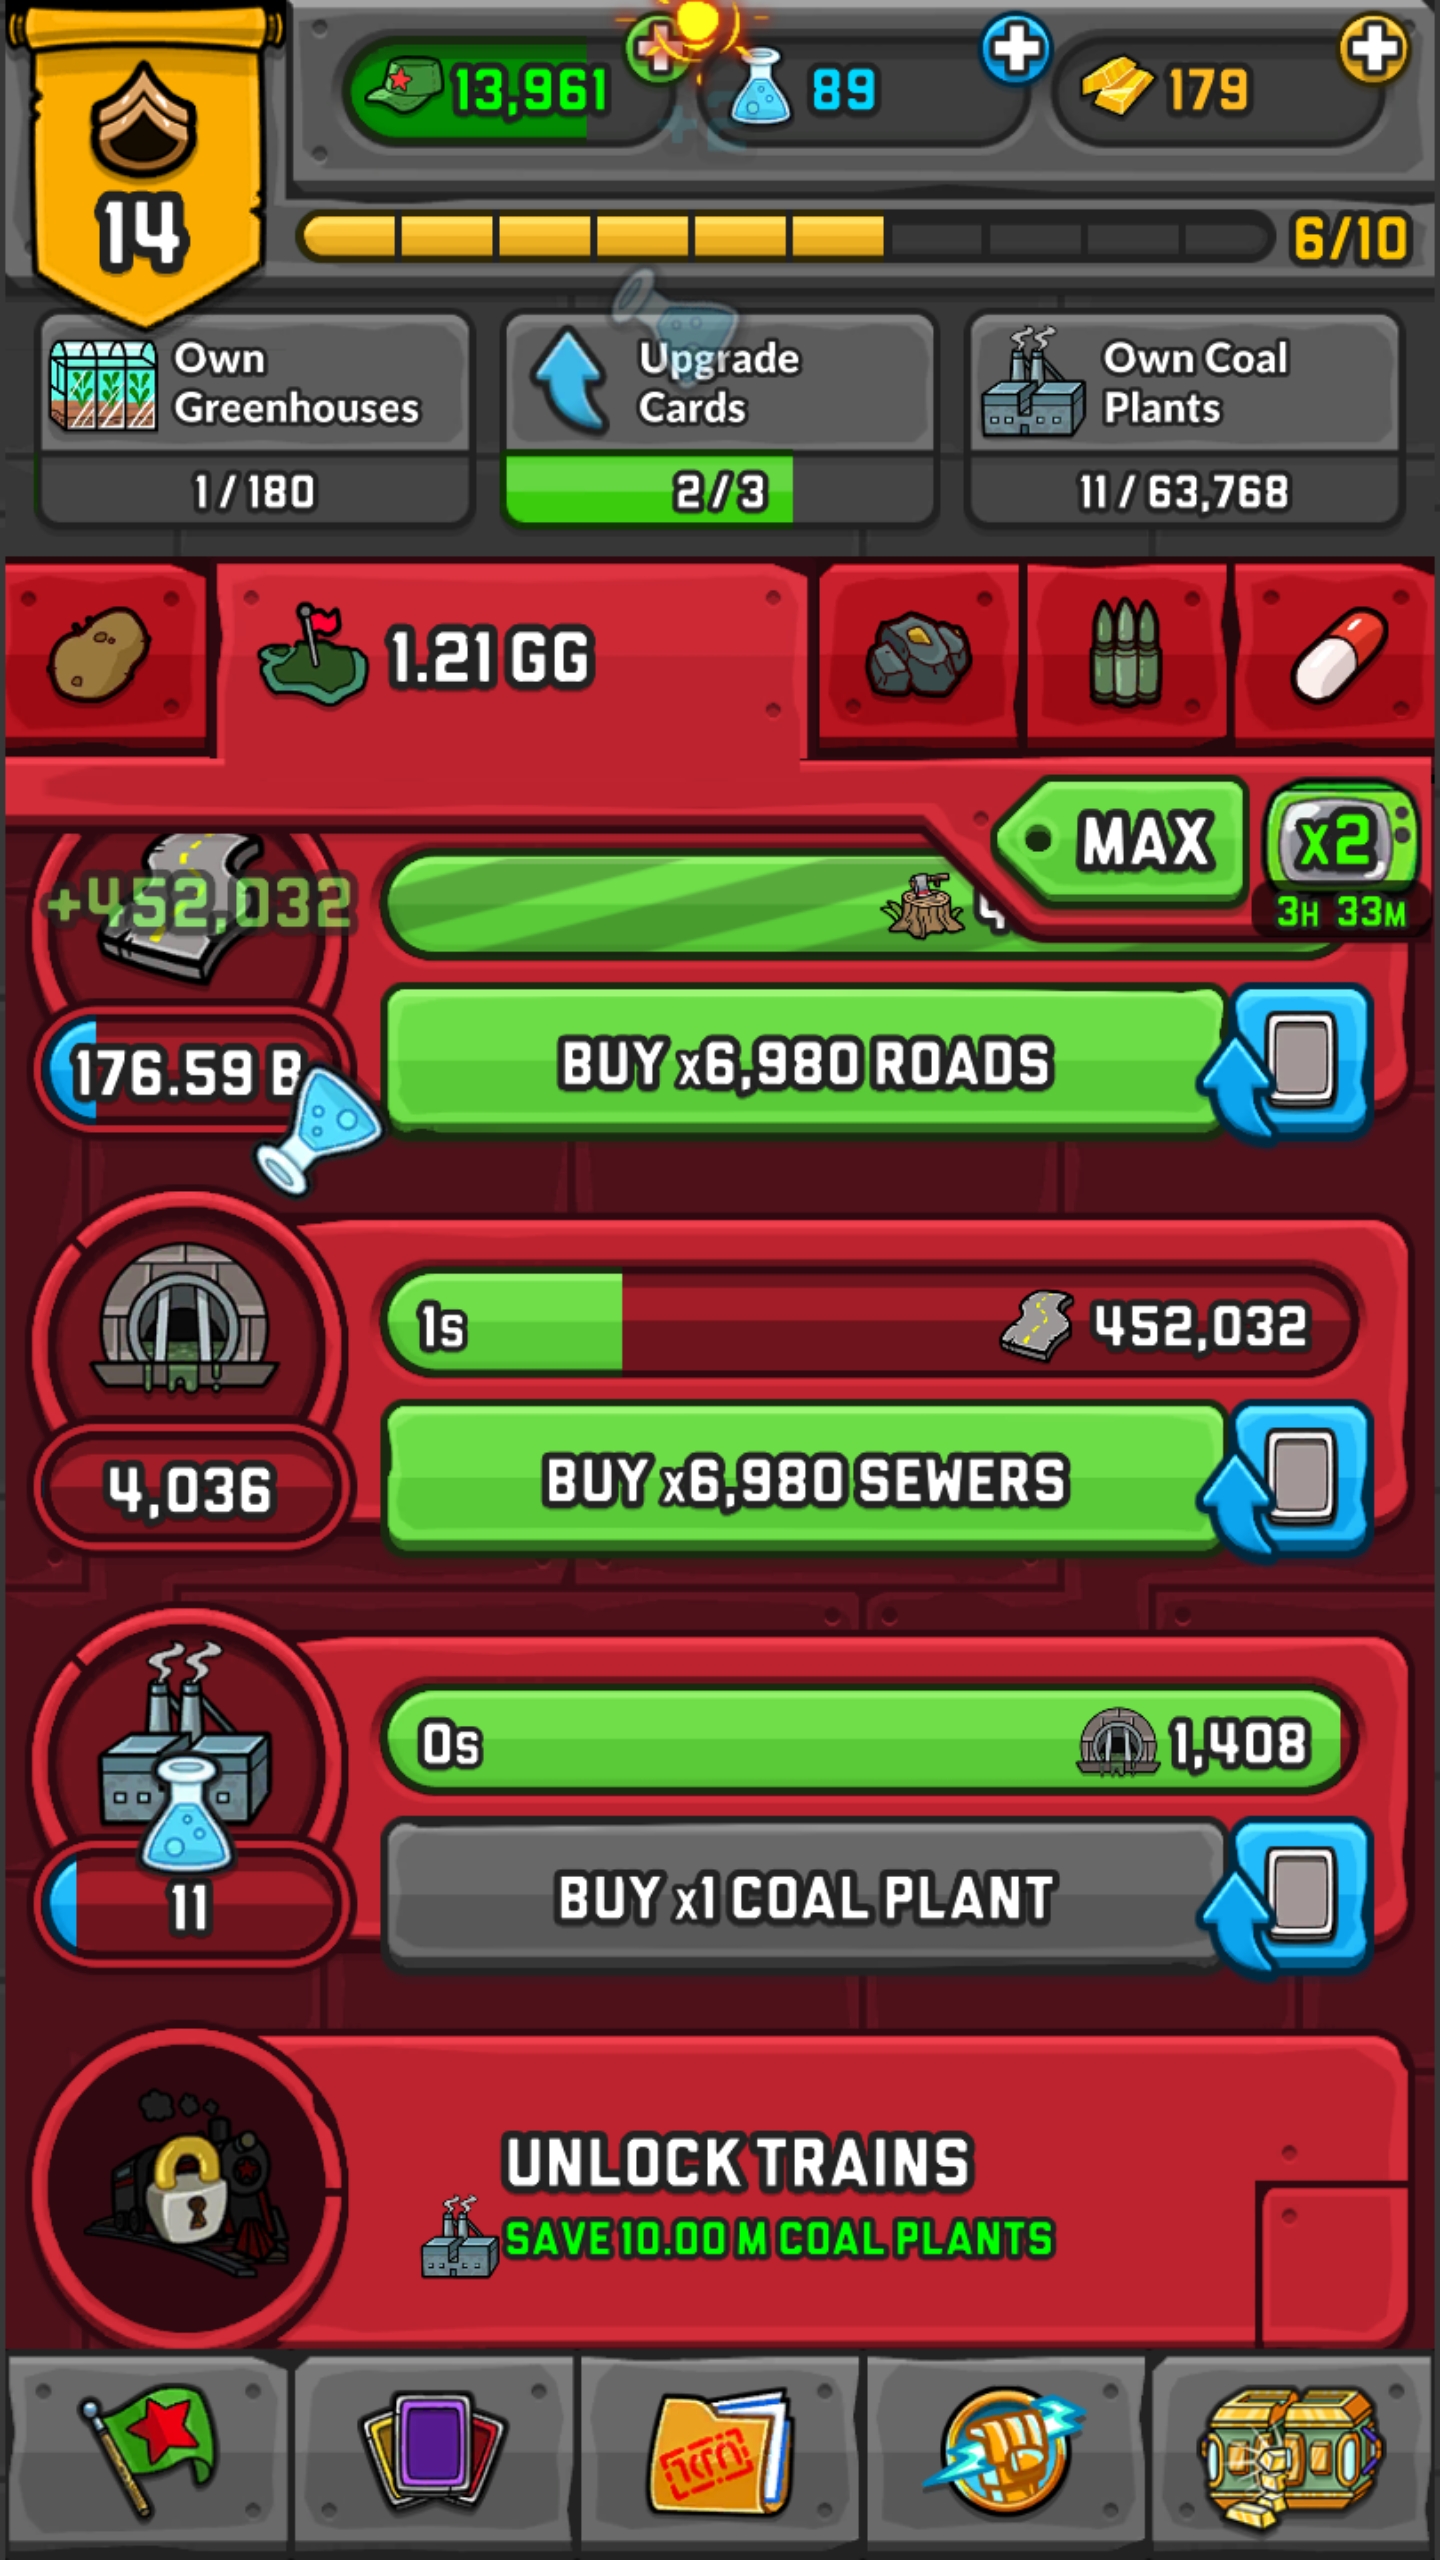 14
13,961
89
179
+2
6/10
Own
Greenhouses
1/180
Upgrade
Cards
2/3
Own Coal
Plants
11/63,768
1.21 GG
MAX
x2
3H 33M
+452,032
176.59 B
BUY x6,980 ROADS
1s
452,032
4,036
BUY x6,980 SEWERS
0s
1,408
11
BUY x1 COAL PLANT
UNLOCK TRAINS
SAVE 10.00 M COAL PLANTS